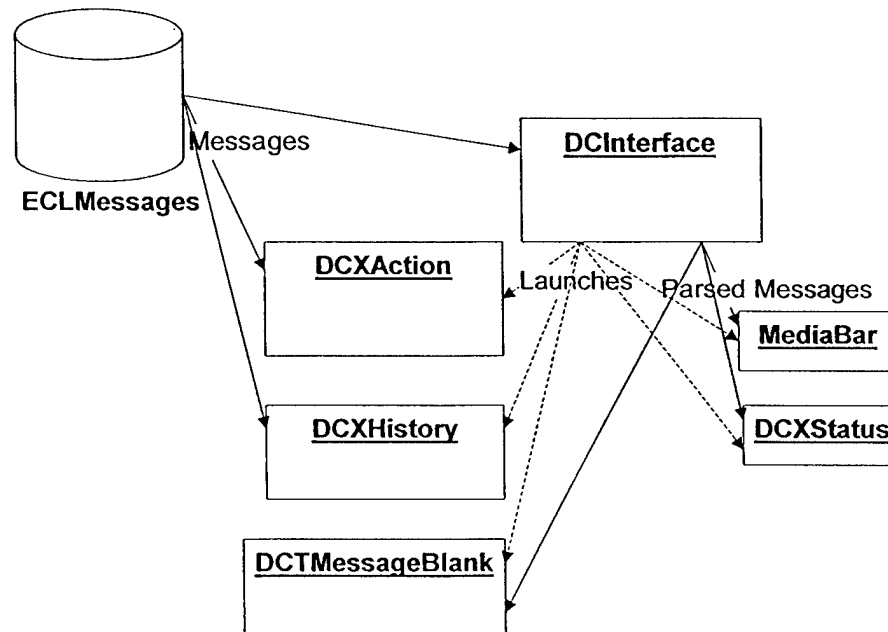 Messages
ECLMessages
DCInterface
DCXAction
Launches
Parsed Messages
MediaBar
DCXHistory
DCXStatus
DCTMessageBlank